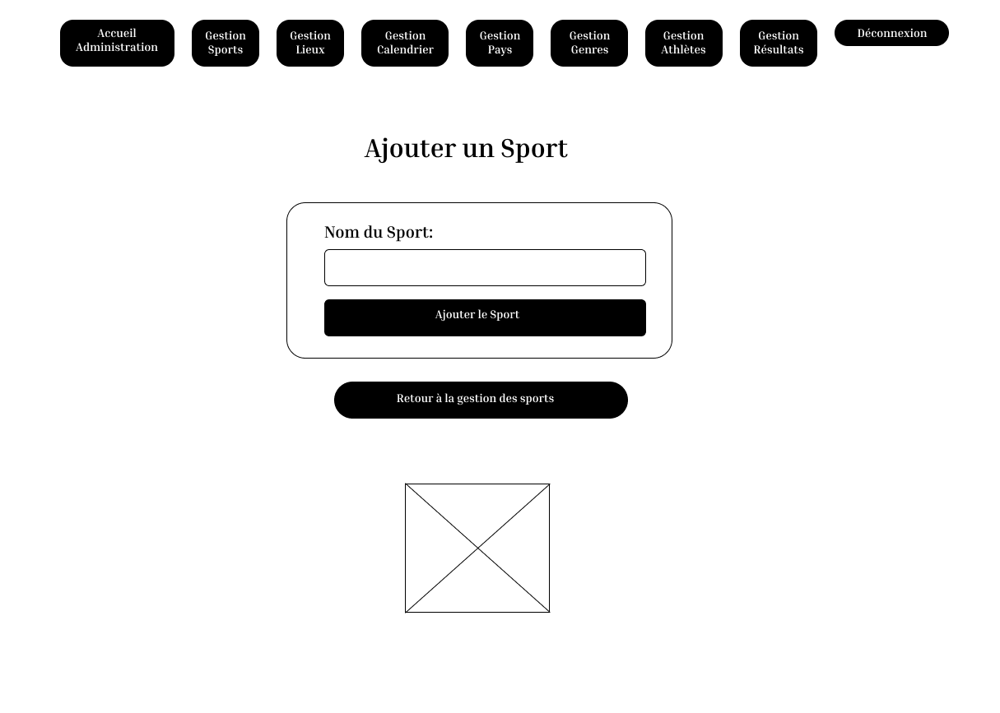 Accueil
Administration
Gestion
Sports
Gestion
Lieux
Gestion
Calendrier
Gestion
Pays
Gestion
Genres
Gestion
Athlètes
Gestion
Résultats
Déconnexion
Ajouter un Sport
Nom du Sport:
Ajouter le Sport
Retour à la gestion des sports